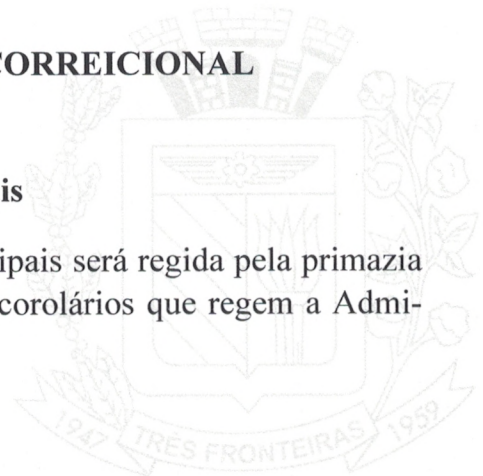 CORREICIONAL
is
ipais será regida pela primazia
corolários que regem a Admi-
1947 TRÊS FRONTEIRAS 1959